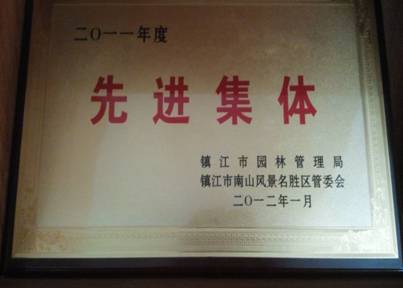 二〇一一年度
先进集体
镇江市园林管理局
镇江市南山风景名胜区管委会
二〇一二年一月